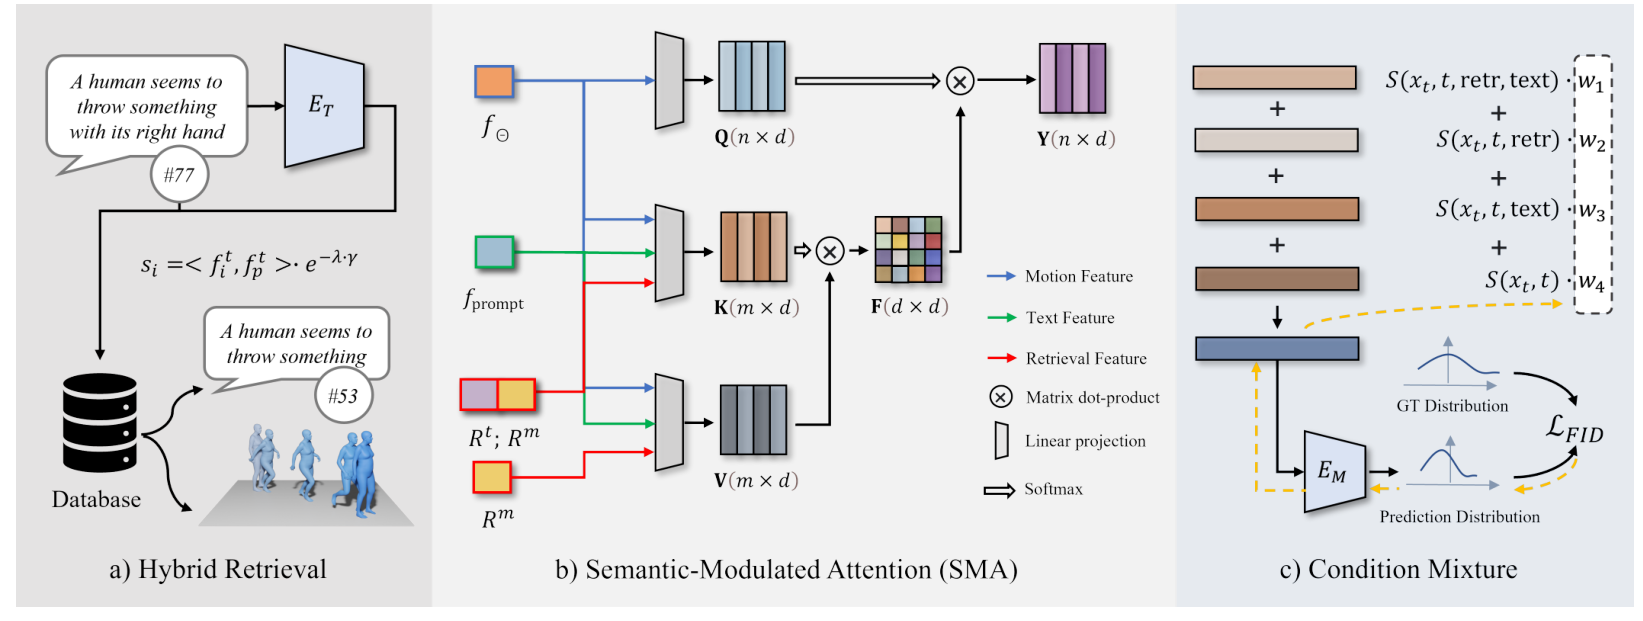 A human seems to
throw something
with its right hand
#77
E_T
s_i =< f_i^t, f_p^t >· e^{-λ·γ}
A human seems to
throw something
#53
Database
a) Hybrid Retrieval
f_Θ
Q(n × d)
Y(n × d)
f_prompt
K(m × d)
F(d × d)
R^t; R^m
R^m
V(m × d)
Motion Feature
Text Feature
Retrieval Feature
Matrix dot-product
Linear projection
Softmax
b) Semantic-Modulated Attention (SMA)
S(x_t, t, retr, text) · w_1
+ +
S(x_t, t, retr) · w_2
+ +
S(x_t, t, text) · w_3
+ +
S(x_t, t) · w_4
GT Distribution
ℒ_FID
E_M
Prediction Distribution
c) Condition Mixture